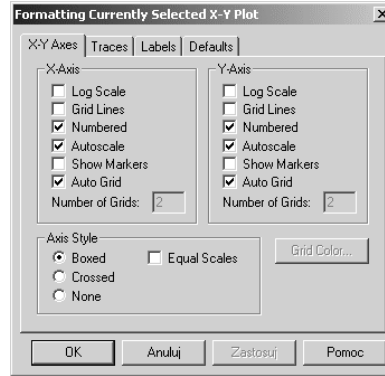 Formatting Currently Selected X-Y Plot
X-Y Axes Traces Labels Defaults
X-Axis
Log Scale
Grid Lines
Numbered
Autoscale
Show Markers
Auto Grid
Number of Grids: 2
Y-Axis
Log Scale
Grid Lines
Numbered
Autoscale
Show Markers
Auto Grid
Number of Grids: 2
Axis Style
Boxed
Crossed
None
Equal Scales
Grid Color...
OK Anuluj Zastosuj Pomoc